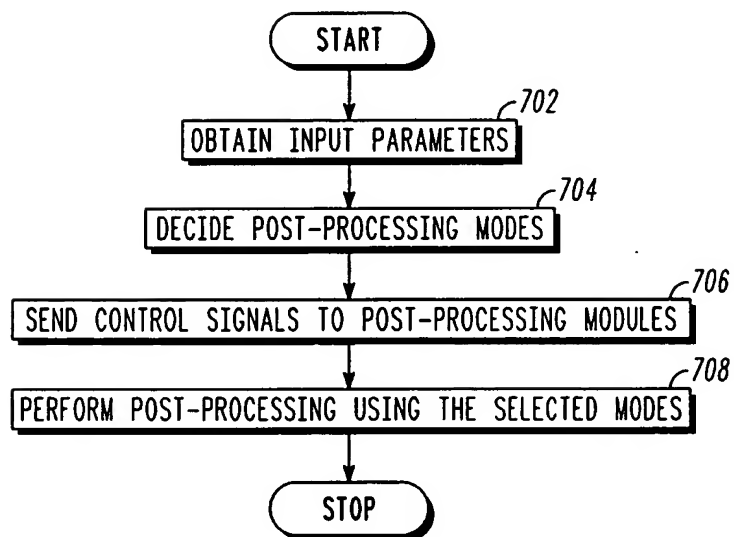 START
702
OBTAIN INPUT PARAMETERS
704
DECIDE POST-PROCESSING MODES
706
SEND CONTROL SIGNALS TO POST-PROCESSING MODULES
708
PERFORM POST-PROCESSING USING THE SELECTED MODES
STOP